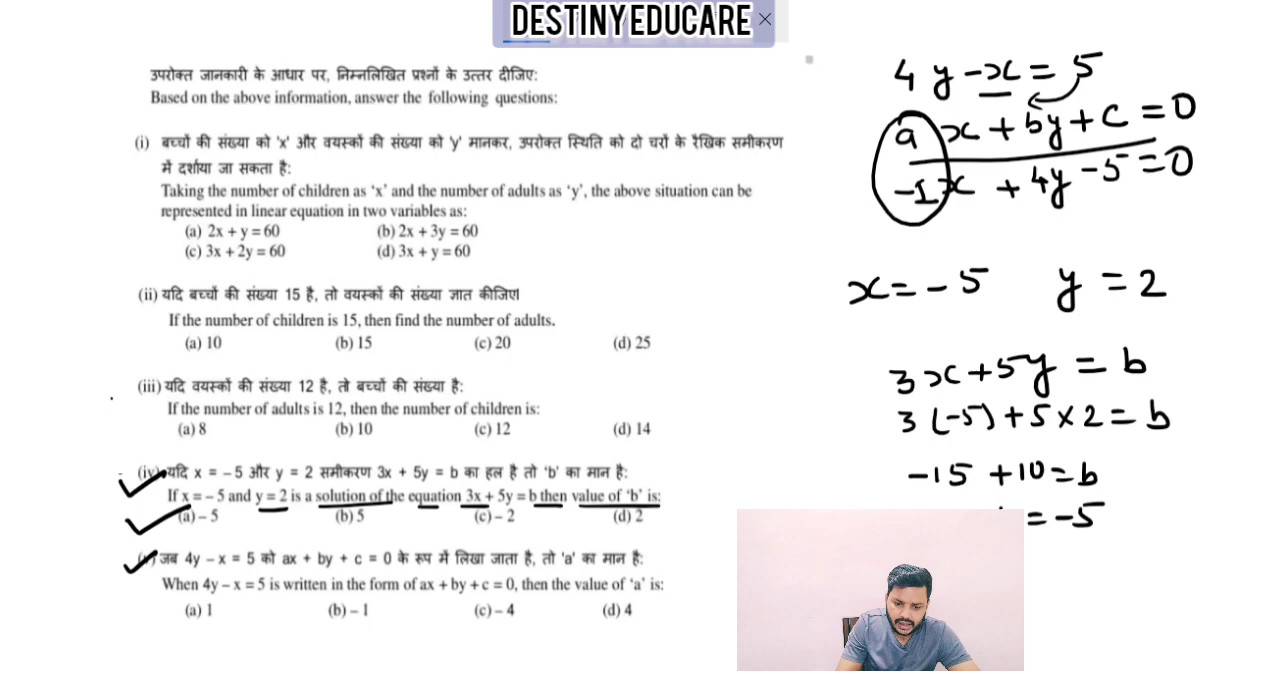 DESTINY EDUCARE ×
उपरोक्त जानकारी के आधार पर, निम्नलिखित प्रश्नों के उत्तर दीजिए:
Based on the above information, answer the following questions:
(i) बच्चों की संख्या को 'x' और वयस्कों की संख्या को 'y' मानकर, उपरोक्त स्थिति को दो चरों के रैखिक समीकरण
में दर्शाया जा सकता है:
Taking the number of children as ‘x’ and the number of adults as ‘y’, the above situation can be
represented in linear equation in two variables as:
(a) 2x + y = 60 (b) 2x + 3y = 60
(c) 3x + 2y = 60 (d) 3x + y = 60
(ii) यदि बच्चों की संख्या 15 है, तो वयस्कों की संख्या ज्ञात कीजिए।
If the number of children is 15, then find the number of adults.
(a) 10 (b) 15 (c) 20 (d) 25
(iii) यदि वयस्कों की संख्या 12 है, तो बच्चों की संख्या है:
If the number of adults is 12, then the number of children is:
(a) 8 (b) 10 (c) 12 (d) 14
(iv) यदि x = -5 और y = 2 समीकरण 3x + 5y = b का हल है तो 'b' का मान है:
If x = – 5 and y = 2 is a solution of the equation 3x + 5y = b then value of ‘b’ is:
(a) – 5 (b) 5 (c) – 2 (d) 2
जब 4y – x = 5 को ax + by + c = 0 के रूप में लिखा जाता है, तो 'a' का मान है:
When 4y – x = 5 is written in the form of ax + by + c = 0, then the value of ‘a’ is:
(a) 1 (b) – 1 (c) – 4 (d) 4
4y - x = 5
ax + by + c = 0
-1x + 4y - 5 = 0
x = -5 y = 2
3x + 5y = b
3(-5) + 5 × 2 = b
-15 + 10 = b
= -5